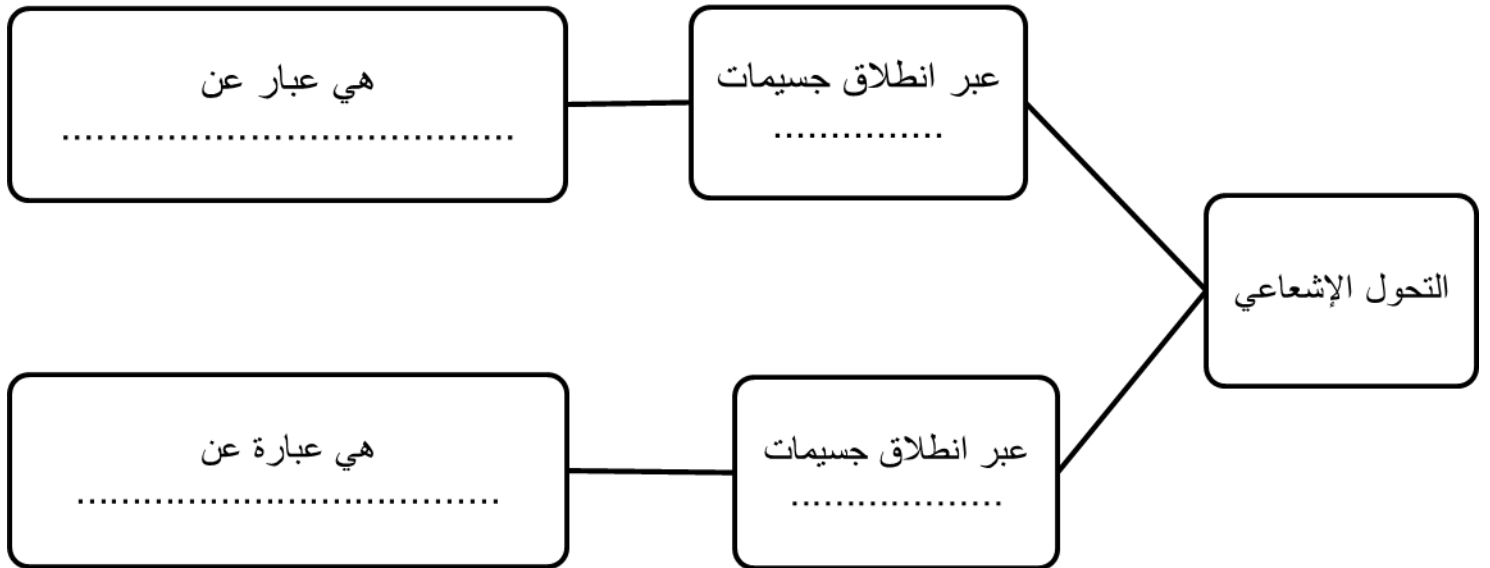 التحول الإشعاعي
عبر انطلاق جسيمات
...............
هي عبار عن
.......................................
عبر انطلاق جسيمات
...................
هي عبارة عن
......................................